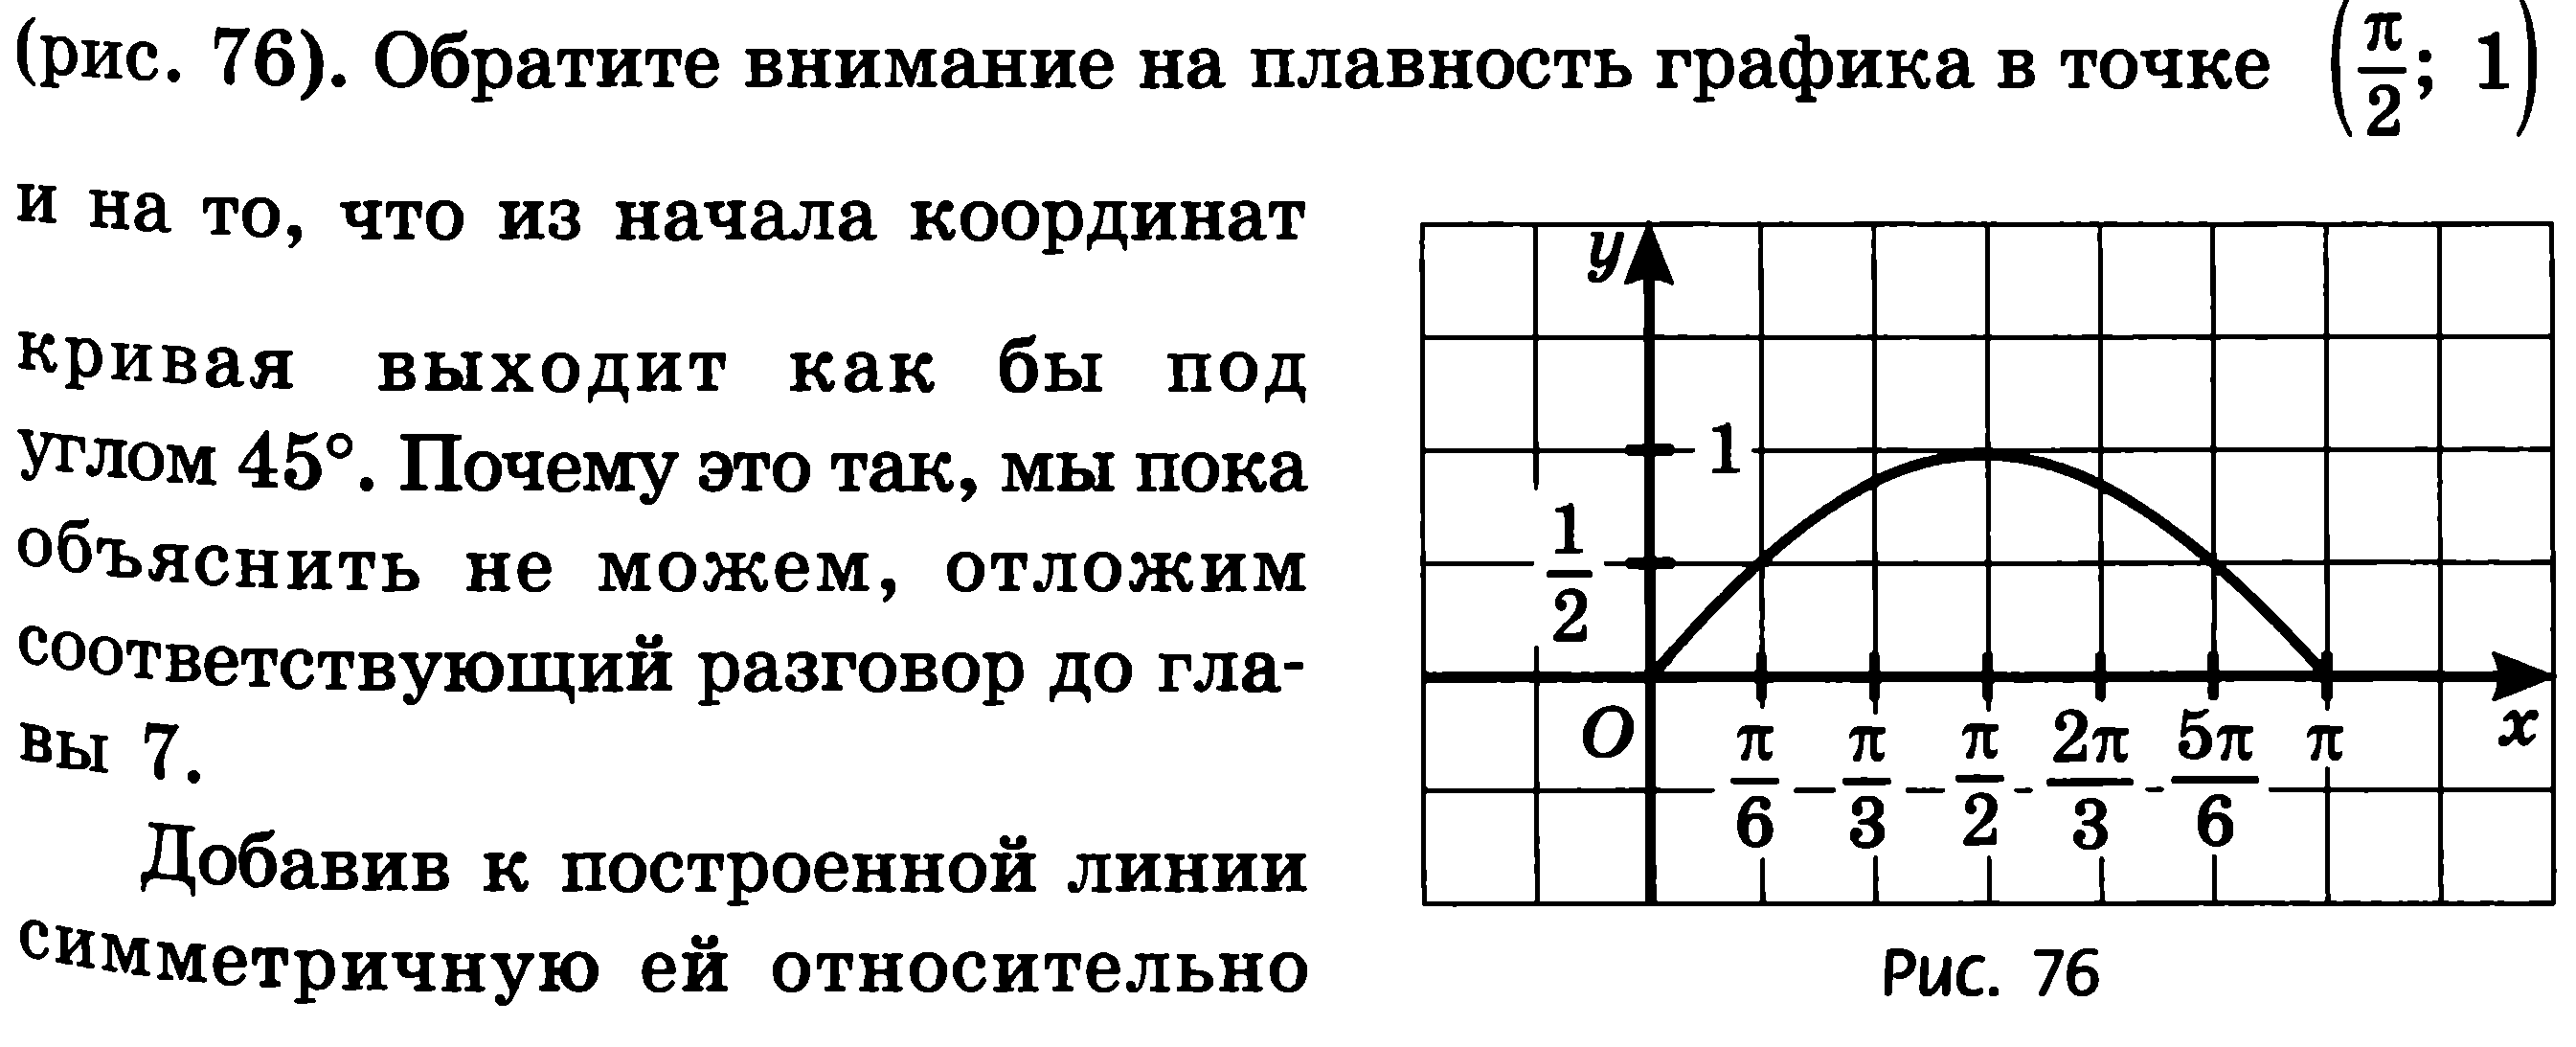 (рис. 76). Обратите внимание на плавность графика в точке (π/2; 1)
и на то, что из начала координат
кривая выходит как бы под
углом 45°. Почему это так, мы пока
объяснить не можем, отложим
соответствующий разговор до гла-
вы 7.
Добавив к построенной линии
симметричную ей относительно
y
1
1/2
O π/6 π/3 π/2 2π/3 5π/6 π x
Рис. 76